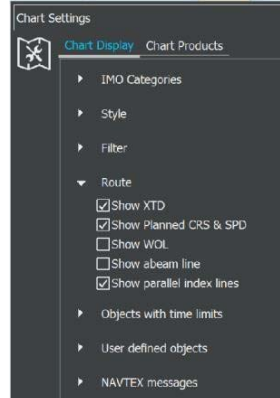 Chart Settings
Chart Display Chart Products
IMO Categories
Style
Filter
Route
Show XTD
Show Planned CRS & SPD
Show WOL
Show abeam line
Show parallel index lines
Objects with time limits
User defined objects
NAVTEX messages